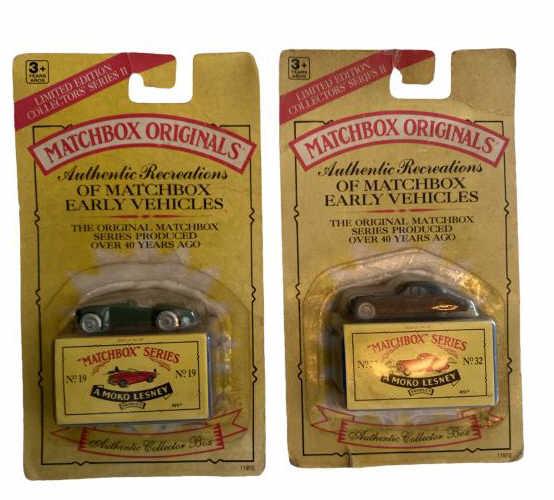 3+
YEARS
AÑOS
LIMITED EDITION
COLLECTORS' SERIES II
MATCHBOX ORIGINALS
Authentic Recreations
OF MATCHBOX
EARLY VEHICLES
THE ORIGINAL MATCHBOX
SERIES PRODUCED
OVER 40 YEARS AGO
"MATCHBOX" SERIES
No 19 No 19
A MOKO LESNEY
Authentic Collector Box
3+
YEARS
AÑOS
LIMITED EDITION
COLLECTORS' SERIES II
MATCHBOX ORIGINALS
Authentic Recreations
OF MATCHBOX
EARLY VEHICLES
THE ORIGINAL MATCHBOX
SERIES PRODUCED
OVER 40 YEARS AGO
"MATCHBOX" SERIES
No No 32
A MOKO LESNEY
Authentic Collector Box